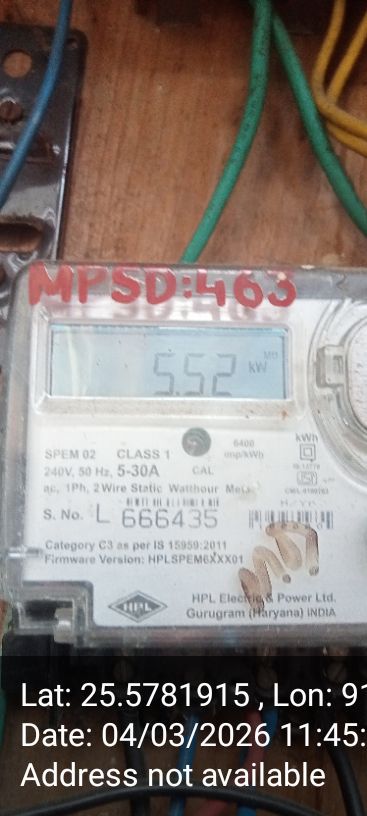 MPSD:463
5.52 kW
MD
SPEM 02 CLASS 1
240V, 50 Hz, 5-30A
CAL
6400
imp/kWh
kWh
ac, 1Ph, 2 Wire Static Watthour
S. No. L 666435
Category C3 as per IS 15959:2011
Firmware Version: HPLSPEM6XXX01
HPL
HPL Electric & Power Ltd.
Gurugram (Haryana) INDIA
Lat: 25.5781915 , Lon: 91
Date: 04/03/2026 11:45:
Address not available